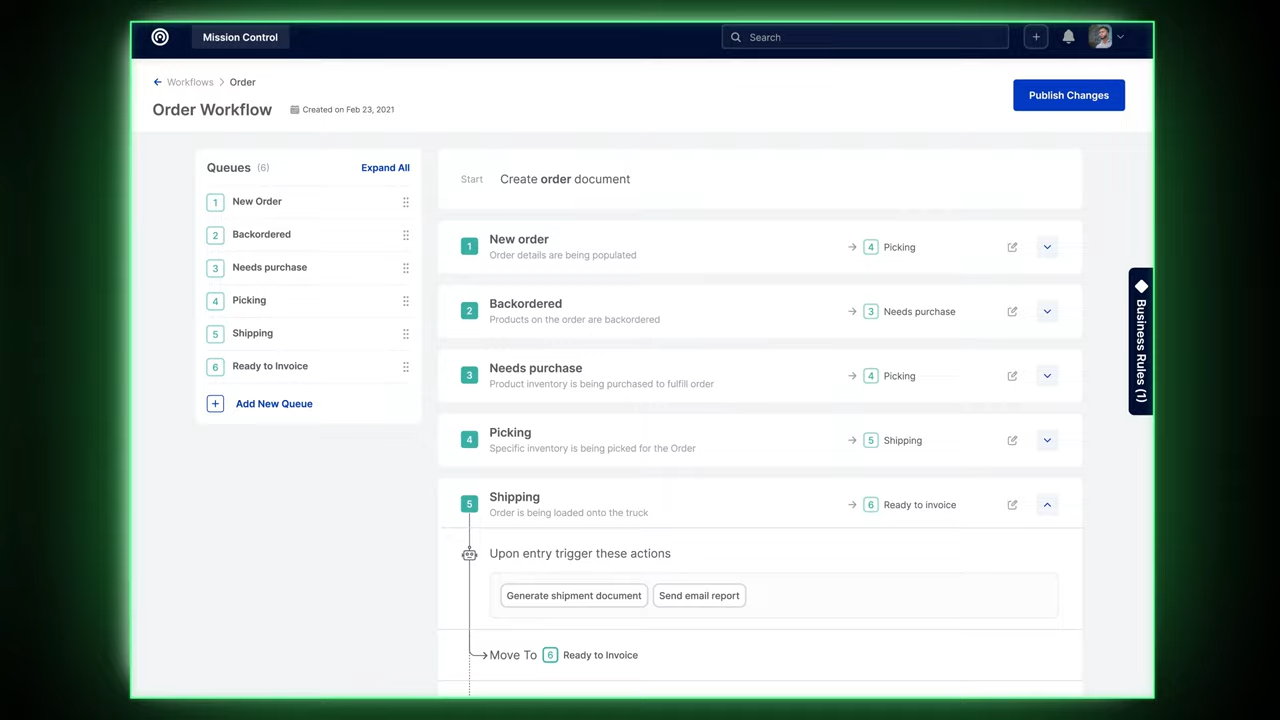 Mission Control
Search
Workflows > Order
Order Workflow
Created on Feb 23, 2021
Publish Changes
Queues (6)
Expand All
1 New Order
2 Backordered
3 Needs purchase
4 Picking
5 Shipping
6 Ready to Invoice
+ Add New Queue
Start Create order document
1 New order
Order details are being populated
→ 4 Picking
2 Backordered
Products on the order are backordered
→ 3 Needs purchase
3 Needs purchase
Product inventory is being purchased to fulfill order
→ 4 Picking
4 Picking
Specific inventory is being picked for the Order
→ 5 Shipping
5 Shipping
Order is being loaded onto the truck
→ 6 Ready to invoice
Upon entry trigger these actions
Generate shipment document
Send email report
Move To 6 Ready to Invoice
Business Rules (1)